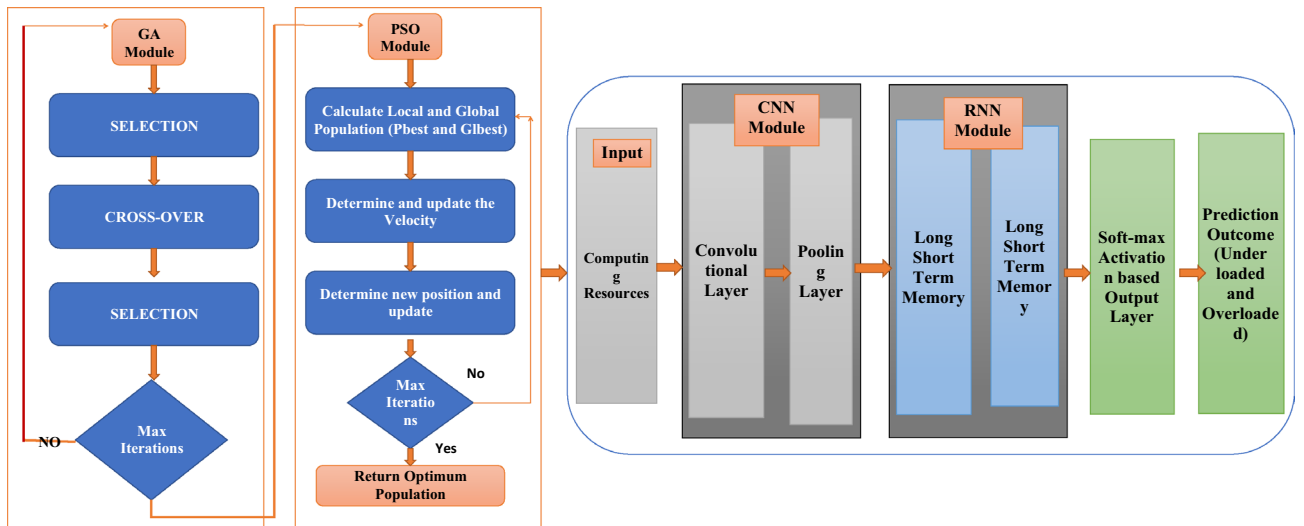 GA
Module
SELECTION
CROSS-OVER
SELECTION
Max
Iterations
NO
PSO
Module
Calculate Local and Global
Population (Pbest and Glbest)
Determine and update the
Velocity
Determine new position and
update
No
Max
Iteratio
ns
Yes
Return Optimum
Population
Input
Computin
g
Resources
CNN
Module
Convolu
tional
Layer
Poolin
g
Layer
RNN
Module
Long
Short
Term
Memory
Long
Short
Term
Memor
y
Soft-max
Activatio
n based
Output
Layer
Prediction
Outcome
(Under
loaded
and
Overloade
d)